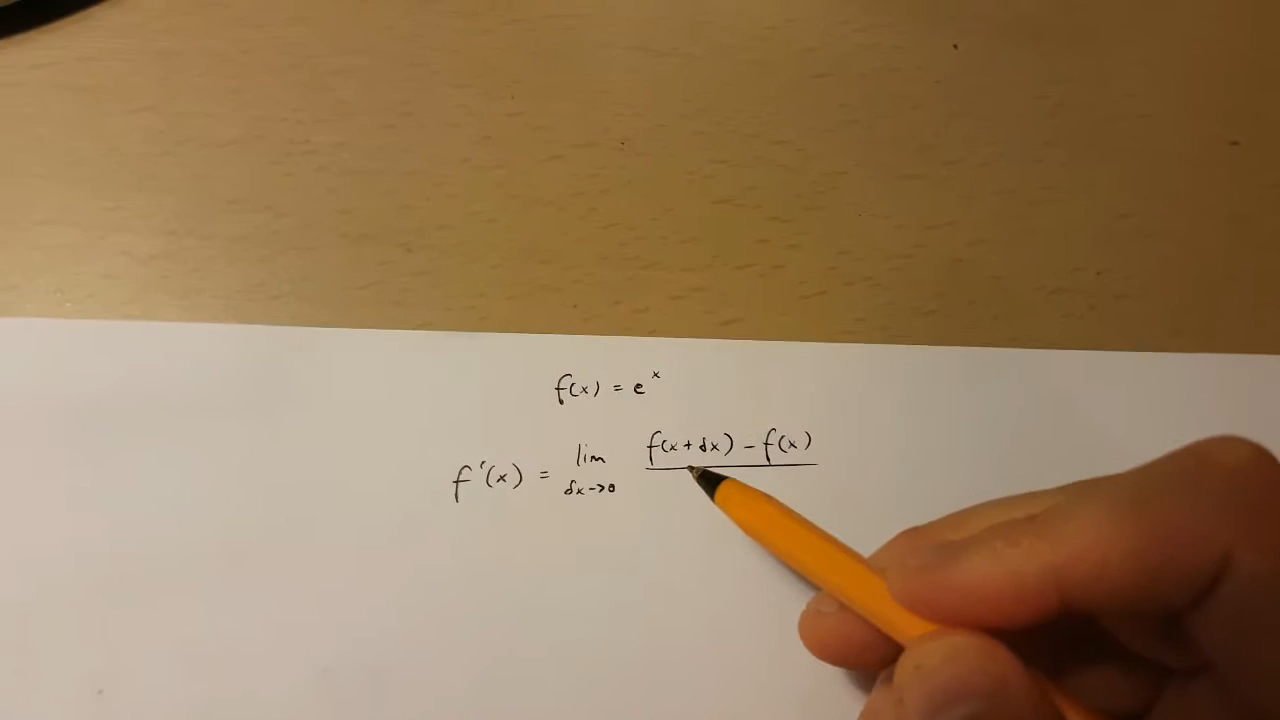 f(x) = e^x
f'(x) = lim δx→0 f(x+δx) - f(x)